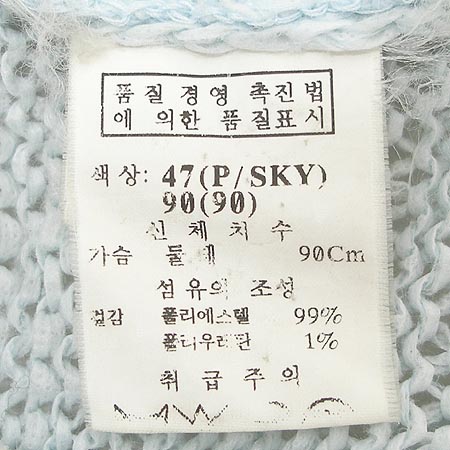 품질 경영 촉진법
에 의한 품질표시
색상: 47(P/SKY)
90(90)
신체치수
가슴 둘레 90Cm
섬유의 조성
겉감 폴리에스텔 99%
폴리우레탄 1%
취급주의